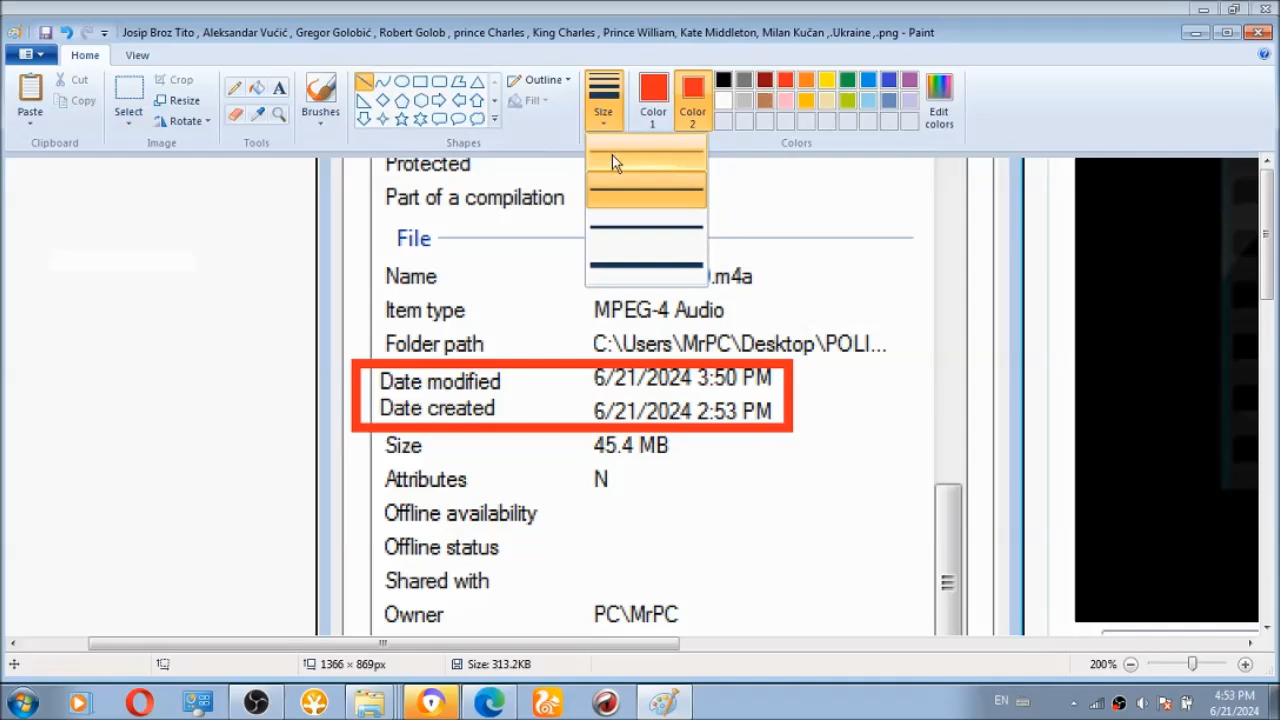 Josip Broz Tito , Aleksandar Vučić , Gregor Golobić , Robert Golob , prince Charles , King Charles , Prince William, Kate Middleton, Milan Kučan ,.Ukraine ,.png - Paint
Home View
Paste
Cut
Copy
Clipboard
Select
Crop
Resize
Rotate
Image
Tools
Brushes
Shapes
Outline
Fill
Size
Color 1
Color 2
Edit colors
Colors
Protected
Part of a compilation
File
Name .m4a
Item type MPEG-4 Audio
Folder path C:\Users\MrPC\Desktop\POLI...
Date modified 6/21/2024 3:50 PM
Date created 6/21/2024 2:53 PM
Size 45.4 MB
Attributes N
Offline availability
Offline status
Shared with
Owner PC\MrPC
1366 × 869px
Size: 313.2KB
200%
EN
4:53 PM
6/21/2024